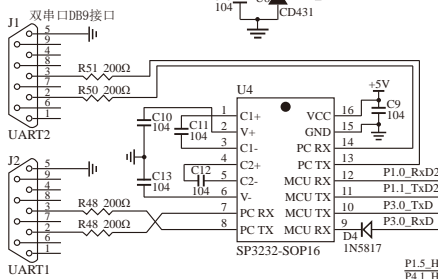 104
CD431
双串口DB9接口
J1
5
9
4
8
3
7
2
6
1
UART2
R51 200Ω
R50 200Ω
U4
C10
104
C11
104
C12
104
C13
104
1 C1+
2 V+
3 C1-
4 C2+
5 C2-
6 V-
7 PC RX
8 PC TX
VCC 16
GND 15
PC RX 14
PC TX 13
MCU RX 12
MCU TX 11
MCU TX 10
MCU RX 9
+5V
C9
104
P1.0_RxD2
P1.1_TxD2
P3.0_TxD
P3.0_RxD
D4
1N5817
SP3232-SOP16
J2
5
9
4
8
3
7
2
6
1
UART1
R48 200Ω
R48 200Ω
P1.5_H
P4.1_H